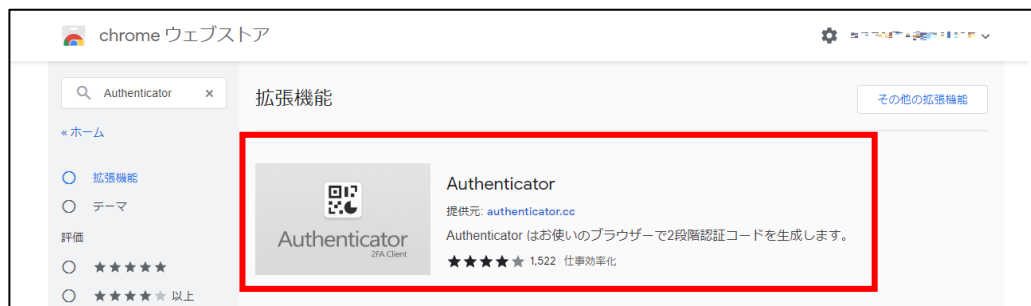 chrome ウェブストア
Authenticator ×
« ホーム
拡張機能
テーマ
評価
★★★★★
★★★★★ 以上
拡張機能
その他の拡張機能
Authenticator
2FA Client
Authenticator
提供元: authenticator.cc
Authenticator はお使いのブラウザーで2段階認証コードを生成します。
★★★★★ 1,522 仕事効率化